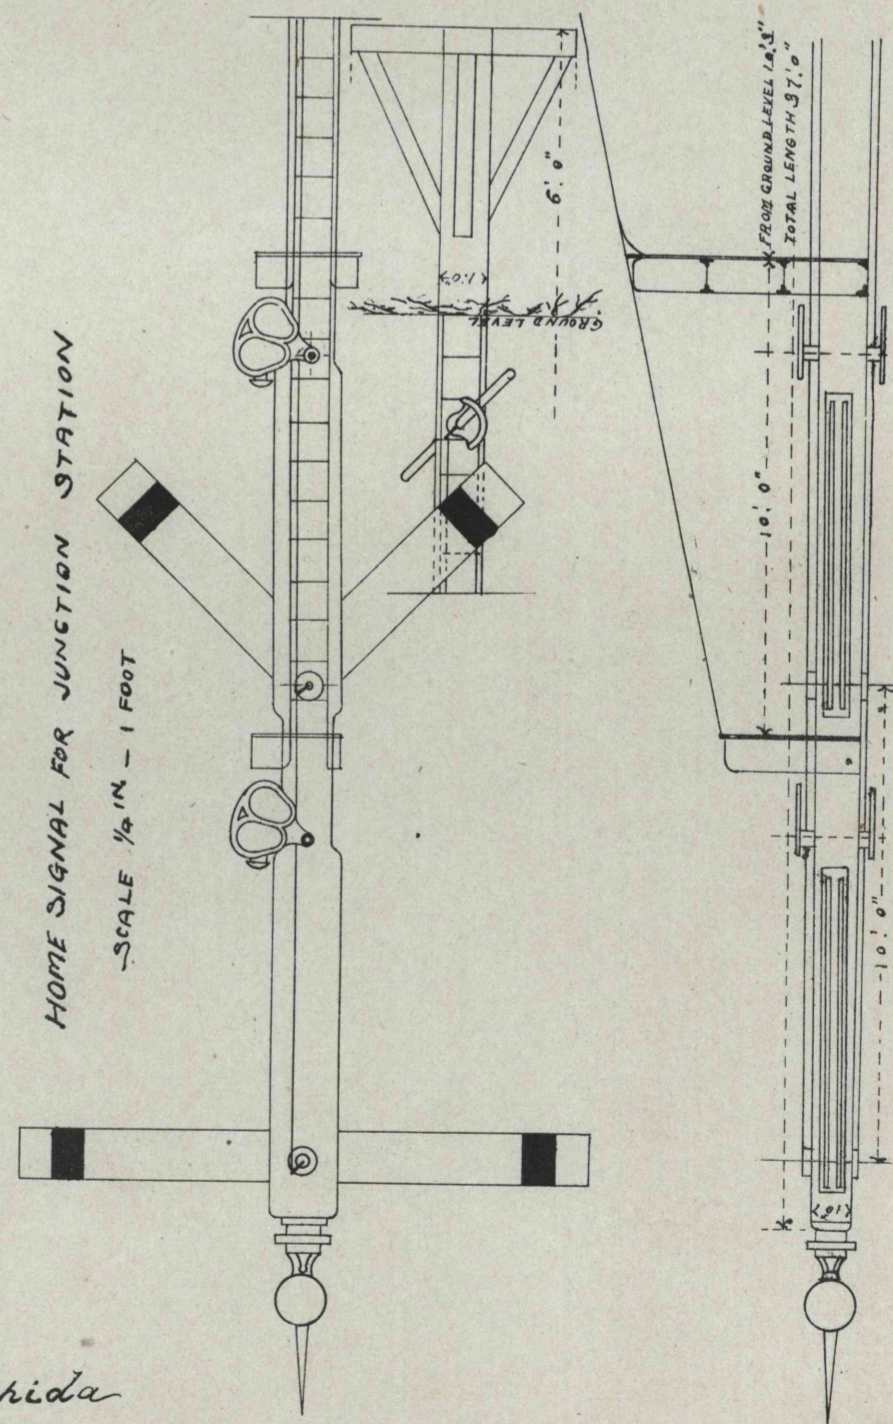 HOME SIGNAL FOR JUNCTION STATION
SCALE 1/4 IN. — 1 FOOT
6'. 0"
1'.0"
GROUND LEVEL
FROM GROUND LEVEL
TOTAL LENGTH 37'.0"
10'. 0"
10'. 0"
hida